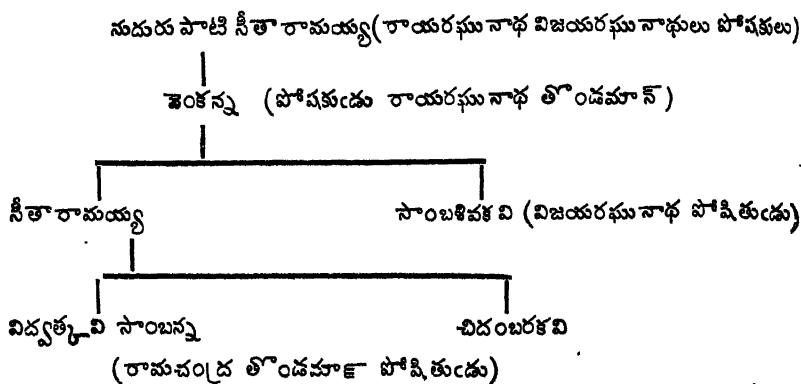 నుదురు పాటి సీతా రామయ్య(రాయరఘు నాథ విజయరఘు నాథులు పోషకులు)
వెంకన్న (పోషకుఁడు రాయరఘు నాథ తొండమాన్)
సీతా రామయ్య సాంబశివకవి (విజయరఘు నాథ పోషితుఁడు)
విద్వత్కవి సాంబన్న చిదంబరకవి
(రామచంద్ర తొండమాన్ పోషితుఁడు)